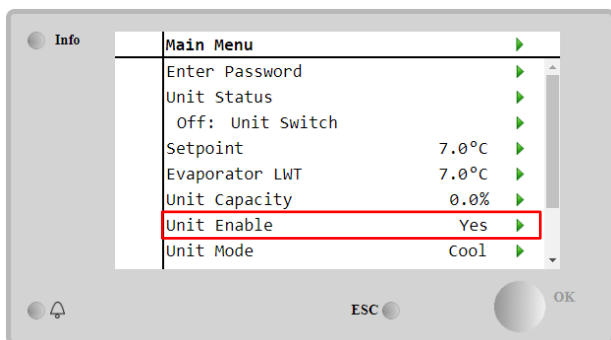 Info
Main Menu
Enter Password
Unit Status
Off: Unit Switch
Setpoint 7.0°C
Evaporator LWT 7.0°C
Unit Capacity 0.0%
Unit Enable Yes
Unit Mode Cool
ESC OK